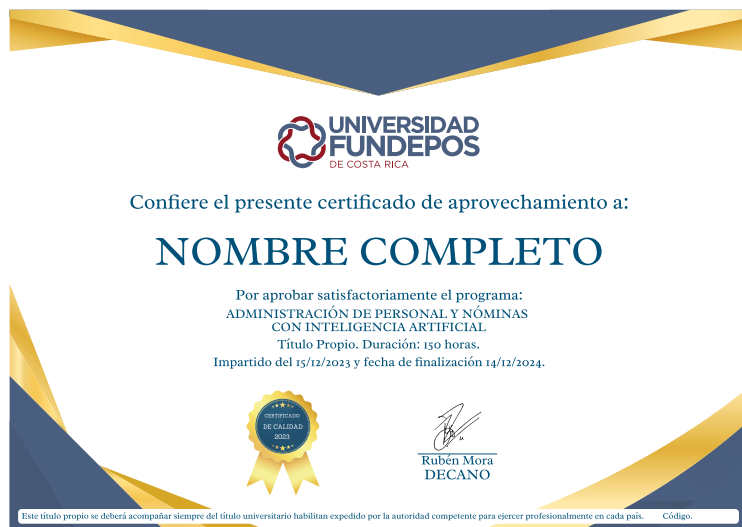 UNIVERSIDAD
FUNDEPOS
DE COSTA RICA
Confiere el presente certificado de aprovechamiento a:
NOMBRE COMPLETO
Por aprobar satisfactoriamente el programa:
ADMINISTRACIÓN DE PERSONAL Y NÓMINAS
CON INTELIGENCIA ARTIFICIAL
Título Propio. Duración: 150 horas.
Impartido del 15/12/2023 y fecha de finalización 14/12/2024.
CERTIFICADO
DE CALIDAD
2023
Rubén Mora
DECANO
Este título propio se deberá acompañar siempre del título universitario habilitan expedido por la autoridad competente para ejercer profesionalmente en cada país. Código.